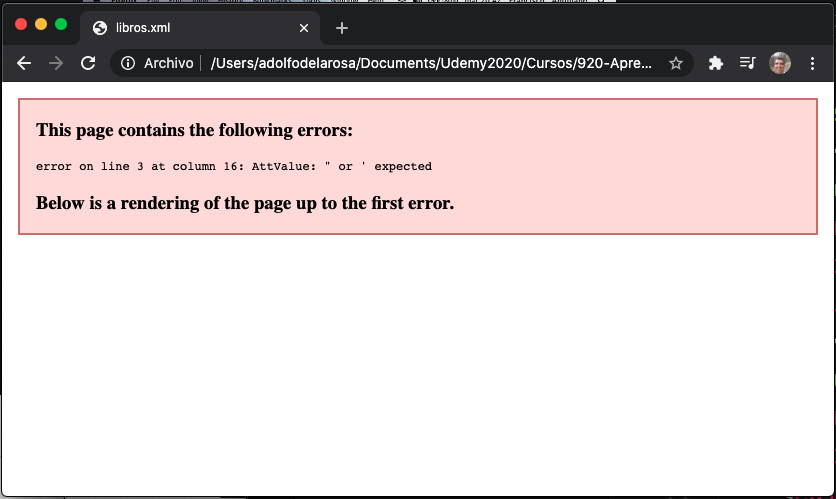 libros.xml
Archivo /Users/adolfodelarosa/Documents/Udemy2020/Cursos/920-Apre...
This page contains the following errors:
error on line 3 at column 16: AttValue: " or ' expected
Below is a rendering of the page up to the first error.